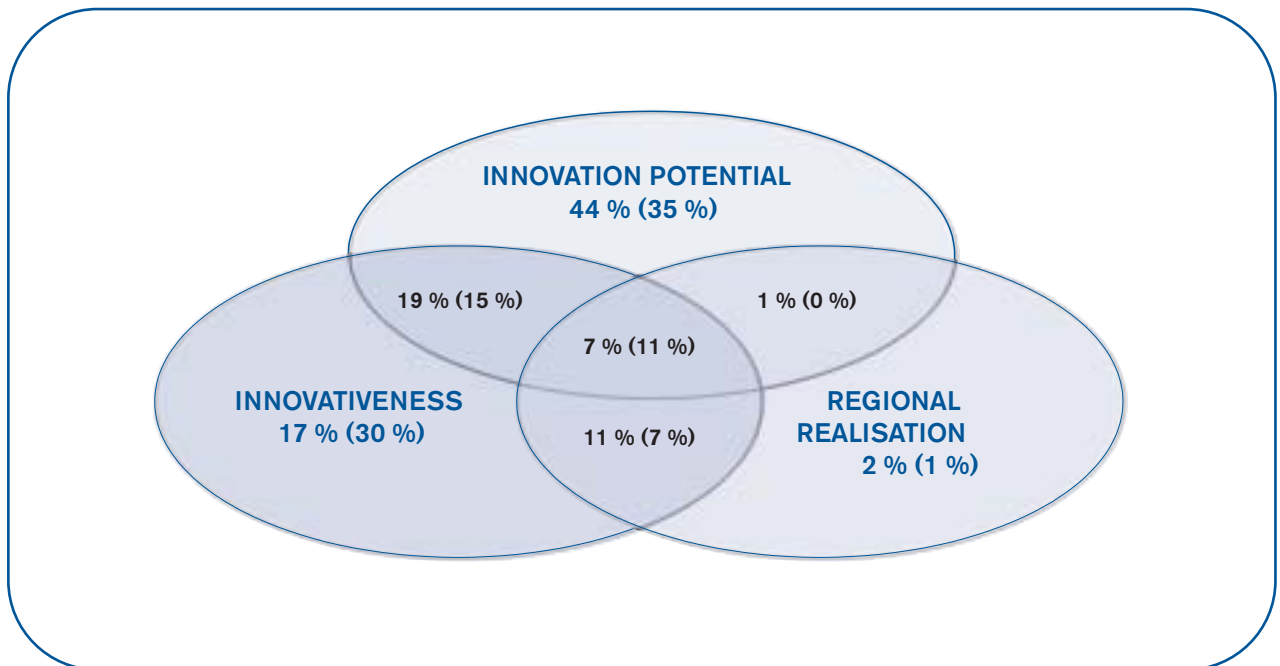 INNOVATION POTENTIAL
44 % (35 %)
19 % (15 %)
1 % (0 %)
7 % (11 %)
INNOVATIVENESS
17 % (30 %)
11 % (7 %)
REGIONAL
REALISATION
2 % (1 %)